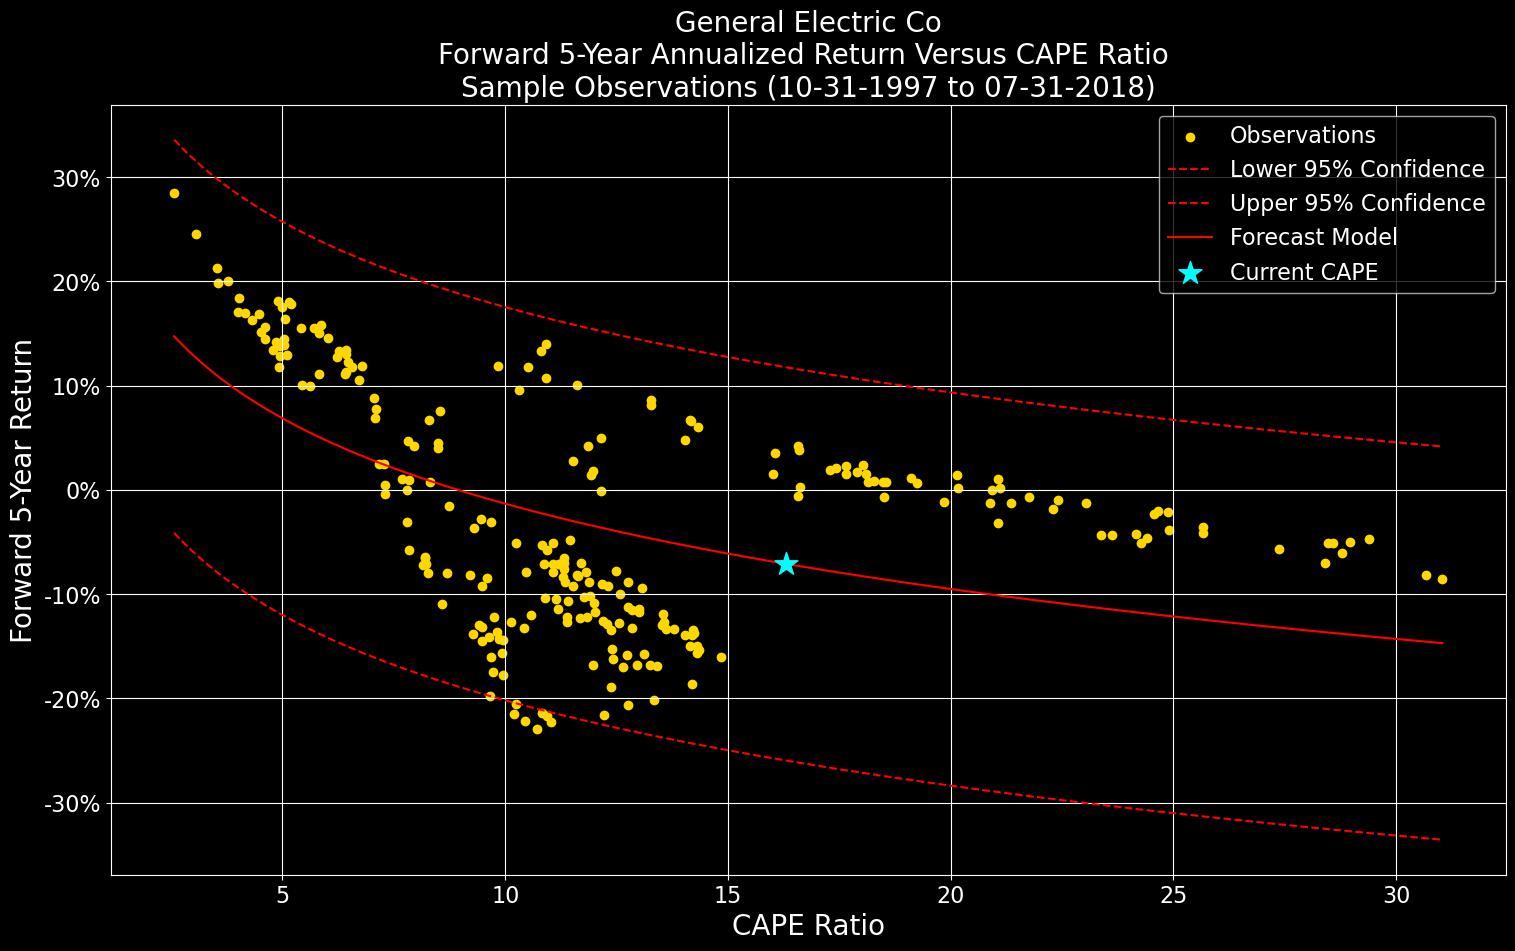 General Electric Co
Forward 5-Year Annualized Return Versus CAPE Ratio
Sample Observations (10-31-1997 to 07-31-2018)
Observations
Lower 95% Confidence
Upper 95% Confidence
Forecast Model
Current CAPE
Forward 5-Year Return
30%
20%
10%
0%
-10%
-20%
-30%
5 10 15 20 25 30
CAPE Ratio